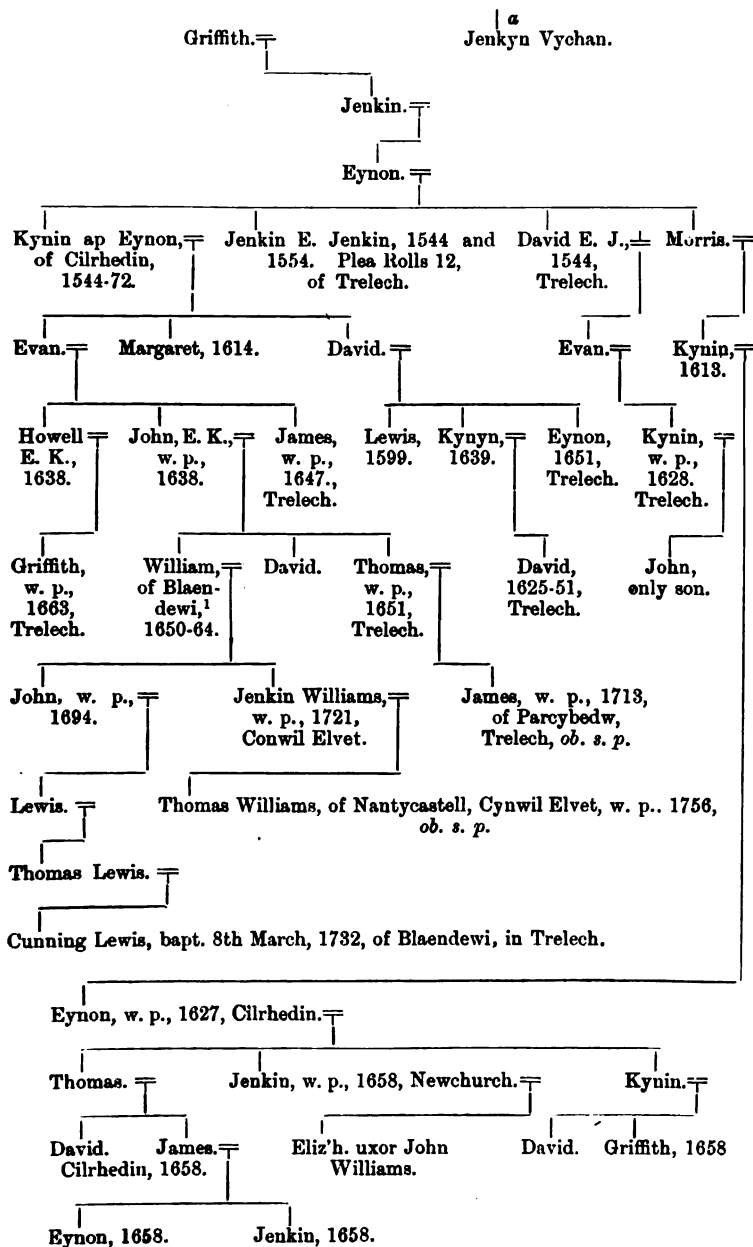 a
Griffith. Jenkyn Vychan.
Jenkin.
Eynon.
Kynin ap Eynon, Jenkin E. Jenkin, 1544 and David E. J., Morris.
of Cilrhedin, 1554. Plea Rolls 12, 1544,
1544-72. of Trelech. Trelech.
Evan. Margaret, 1614. David. Evan. Kynin,
1613.
Howell John, E. K., James, Lewis, Kynyn, Eynon, Kynin,
E. K., w. p., w. p., 1599. 1639. 1651, w. p.,
1638. 1638. 1647., Trelech. 1628.
Trelech. Trelech.
Griffith, William, David. Thomas, David, John,
w. p., of Blaen- w. p., 1625-51, only son.
1663, dewi,¹ 1651, Trelech.
Trelech. 1650-64. Trelech.
John, w. p., Jenkin Williams, James, w. p., 1713,
1694. w. p., 1721, of Parcybedw,
Conwil Elvet. Trelech, ob. s. p.
Lewis. Thomas Williams, of Nantycastell, Cynwil Elvet, w. p.. 1756,
ob. s. p.
Thomas Lewis.
Cunning Lewis, bapt. 8th March, 1732, of Blaendewi, in Trelech.
Eynon, w. p., 1627, Cilrhedin.
Thomas. Jenkin, w. p., 1658, Newchurch. Kynin.
David. James. Eliz'h. uxor John David. Griffith, 1658
Cilrhedin, 1658. Williams.
Eynon, 1658. Jenkin, 1658.